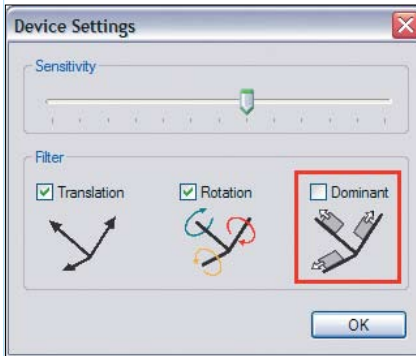 Device Settings
Sensitivity
Filter
Translation
Rotation
Dominant
OK